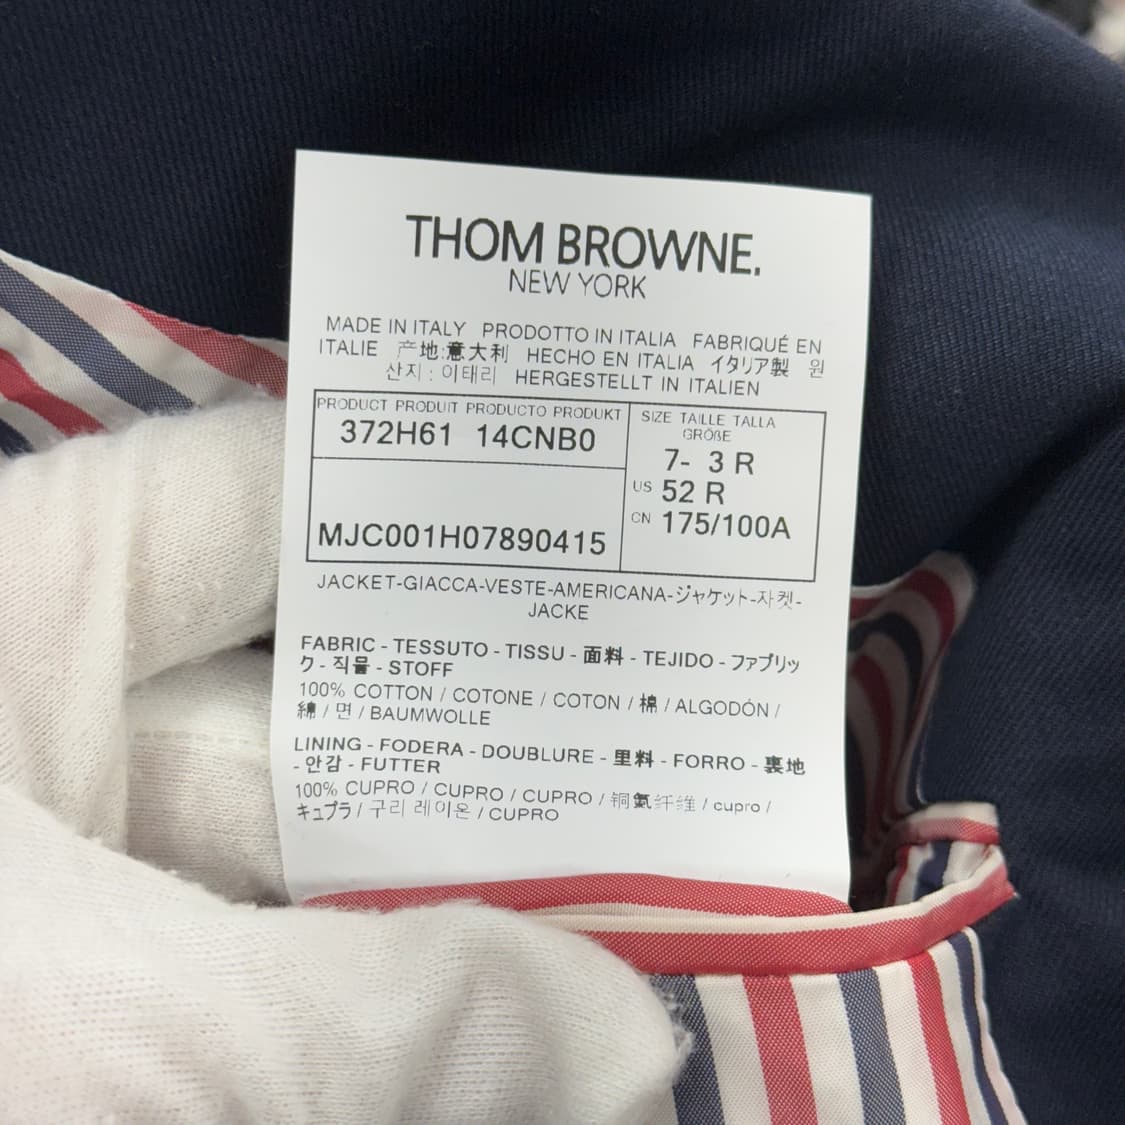 THOM BROWNE.
NEW YORK
MADE IN ITALY PRODOTTO IN ITALIA FABRIQUÉ EN
ITALIE 产地:意大利 HECHO EN ITALIA イタリア製 원
산지 : 이태리 HERGESTELLT IN ITALIEN
PRODUCT PRODUIT PRODUCTO PRODUKT
372H61 14CNB0
MJC001H07890415
SIZE TAILLE TALLA
GRÖßE
7- 3 R
US 52 R
CN 175/100A
JACKET-GIACCA-VESTE-AMERICANA-ジャケット-자켓-
JACKE
FABRIC - TESSUTO - TISSU - 面料 - TEJIDO - ファブリッ
ク - 직물 - STOFF
100% COTTON / COTONE / COTON / 棉 / ALGODÓN /
綿 / 면 / BAUMWOLLE
LINING - FODERA - DOUBLURE - 里料 - FORRO - 裏地
- 안감 - FUTTER
100% CUPRO / CUPRO / CUPRO / 铜氨纤维 / cupro /
キュプラ / 구리 레이온 / CUPRO